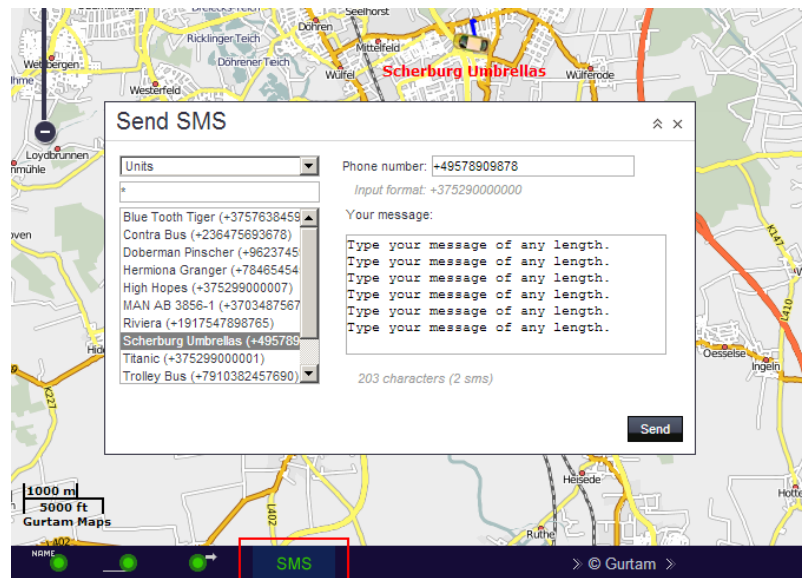 Seelhorst
Döhren
Ricklinger Teich
Mittelfeld
Wettbergen
Döhrener Teich
Wülfel
Scherburg Umbrellas
Wülferode
Westerfeld
Send SMS
Loydbrunnen
Units
Phone number: +49578909878
*
Input format: +375290000000
Blue Tooth Tiger (+3757638459
Your message:
Contra Bus (+236475693678)
Doberman Pinscher (+9623745
Hermiona Granger (+78465454
High Hopes (+375299000007)
MAN AB 3856-1 (+3703487567
Riviera (+1917547898765)
Scherburg Umbrellas (+495789
Titanic (+375299000001)
Trolley Bus (+7910382457690)
Type your message of any length.
Type your message of any length.
Type your message of any length.
Type your message of any length.
Type your message of any length.
Type your message of any length.
203 characters (2 sms)
Send
K147
L410
Oesselse
Ingeln
K227
Heisede
1000 m
5000 ft
Gurtam Maps
L402
Ruthe
NAME
SMS
» © Gurtam »